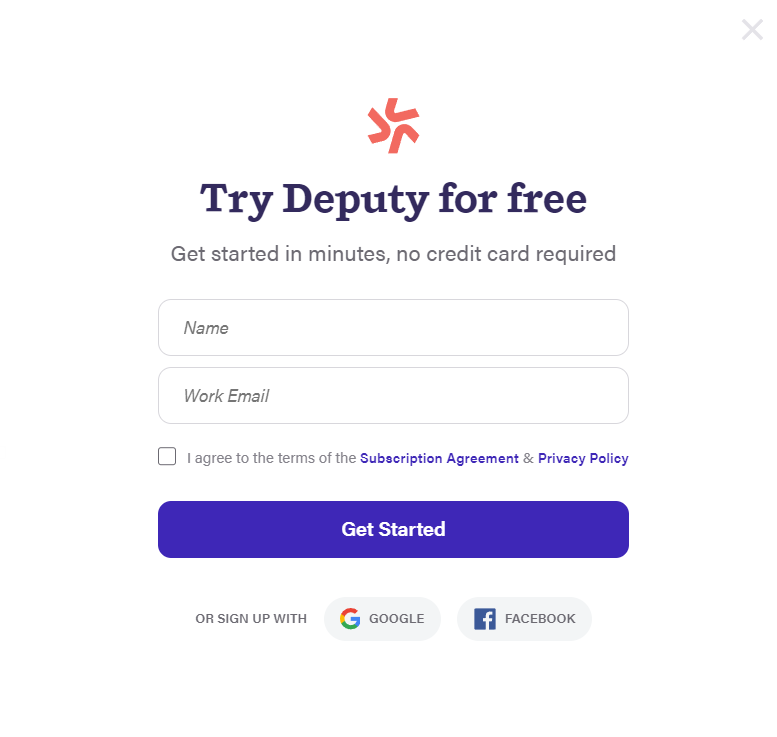 Try Deputy for free
Get started in minutes, no credit card required
Name
Work Email
I agree to the terms of the Subscription Agreement & Privacy Policy
Get Started
OR SIGN UP WITH GOOGLE FACEBOOK